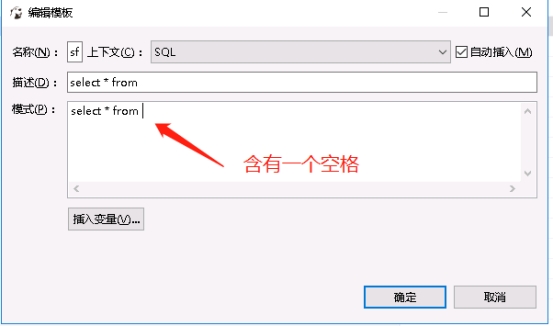 编辑模板
名称(N)： sf 上下文(C)： SQL 自动插入(M)
描述(D)： select * from
模式(P)： select * from
含有一个空格
插入变量(V)...
确定 取消